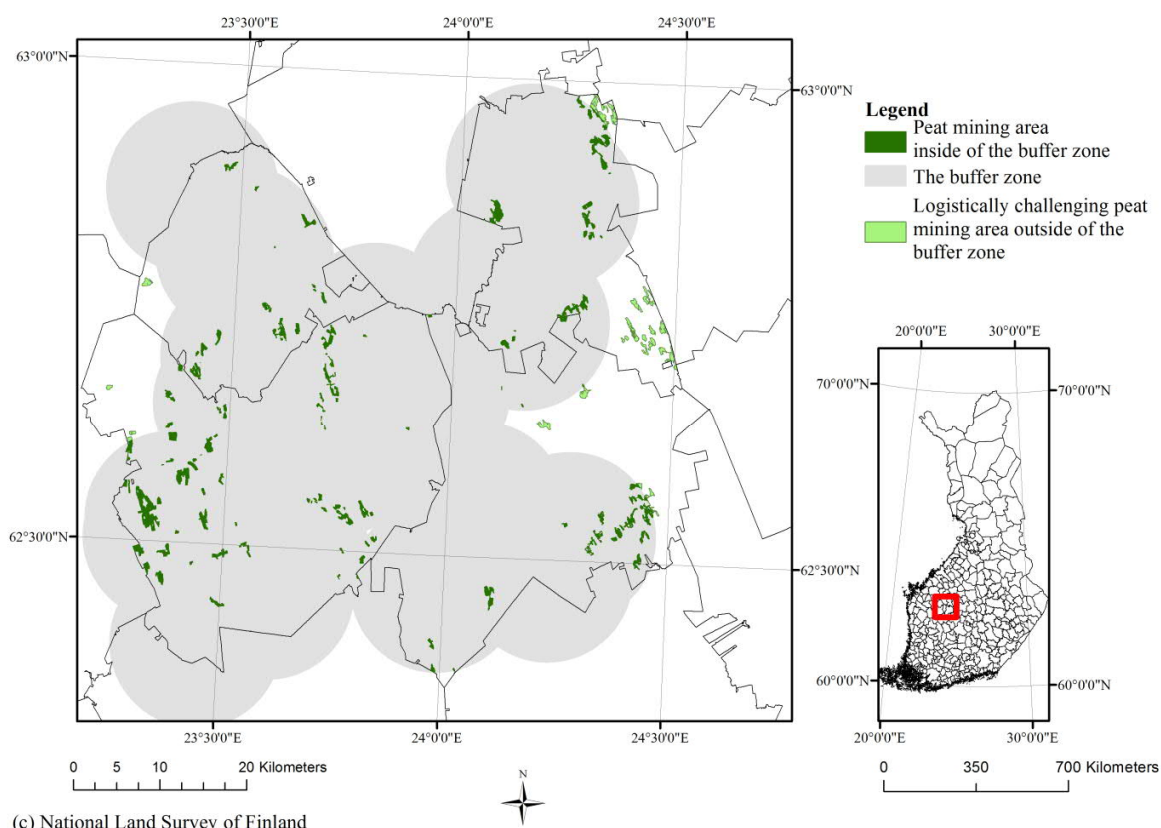 23°30'0"E
24°0'0"E
24°30'0"E
63°0'0"N
63°0'0"N
62°30'0"N
62°30'0"N
23°30'0"E
24°0'0"E
24°30'0"E
0 5 10 20 Kilometers
N
(c) National Land Survey of Finland
Legend
Peat mining area
inside of the buffer zone
The buffer zone
Logistically challenging peat
mining area outside of the
buffer zone
20°0'0"E
30°0'0"E
70°0'0"N
70°0'0"N
60°0'0"N
60°0'0"N
20°0'0"E
30°0'0"E
0 350 700 Kilometers